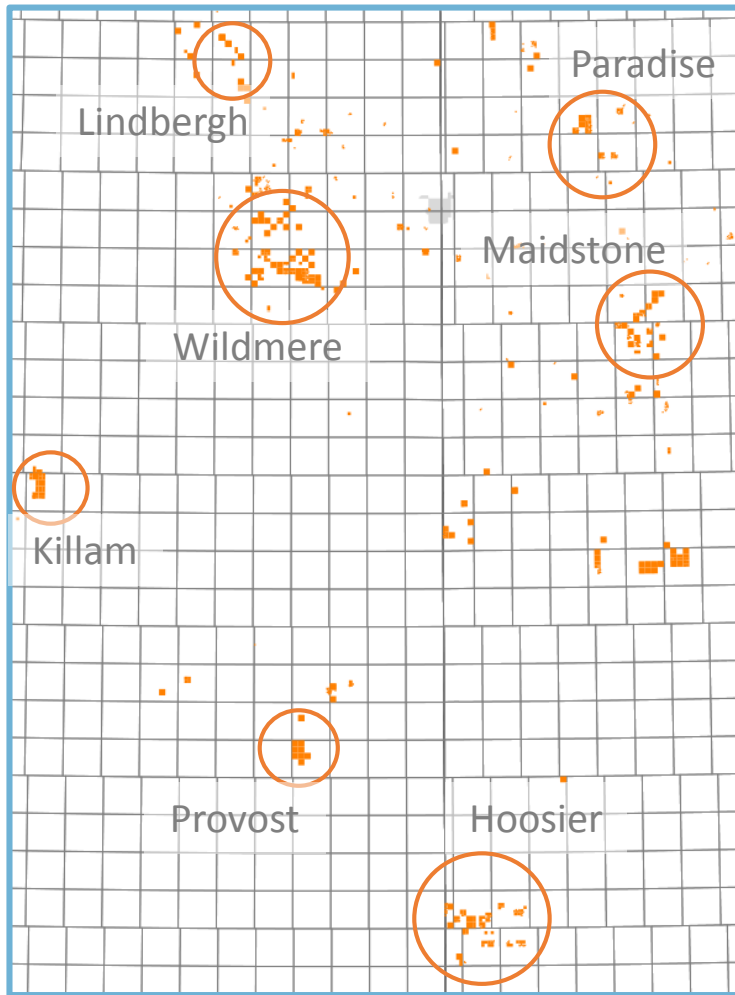 Paradise
Lindbergh
Maidstone
Wildmere
Killam
Provost
Hoosier